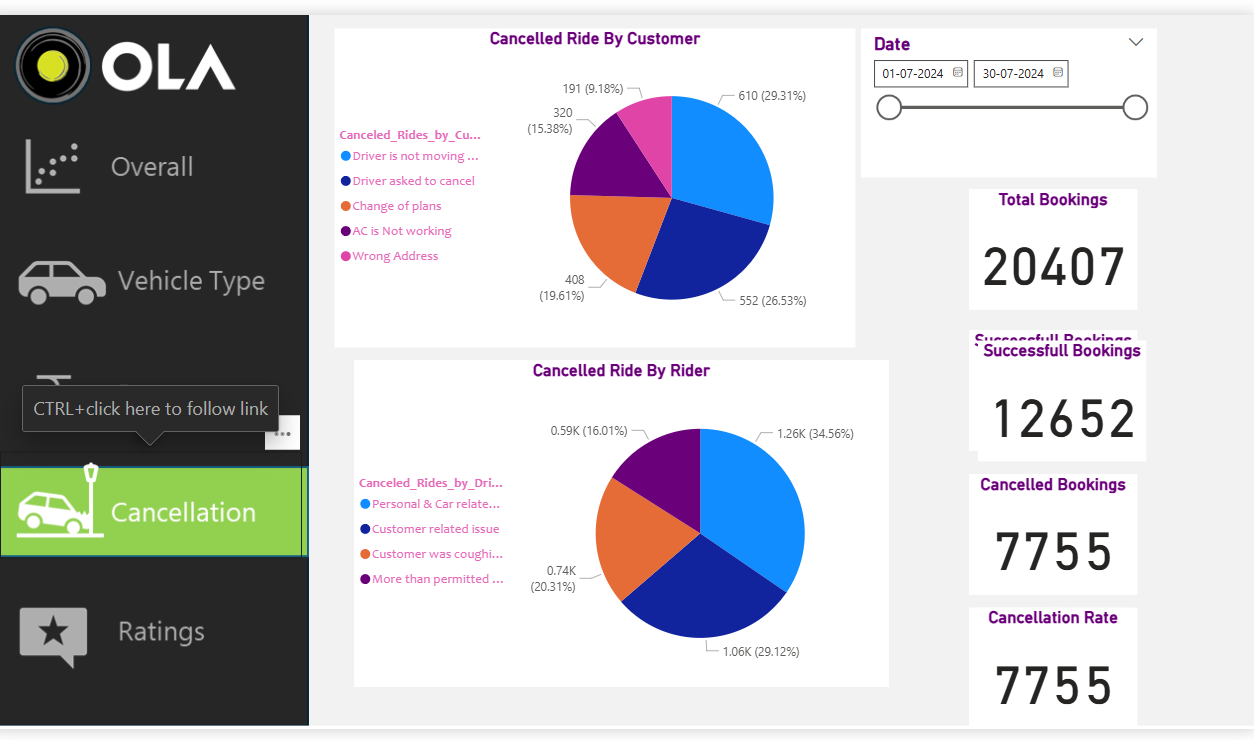 OLA
Overall
Vehicle Type
CTRL+click here to follow link
...
Cancellation
Ratings
Cancelled Ride By Customer
191 (9.18%)
610 (29.31%)
320
(15.38%)
Canceled_Rides_by_Cu...
Driver is not moving ...
Driver asked to cancel
Change of plans
AC is Not working
Wrong Address
408
(19.61%)
552 (26.53%)
Cancelled Ride By Rider
0.59K (16.01%)
1.26K (34.56%)
Canceled_Rides_by_Dri...
Personal & Car relate...
Customer related issue
Customer was coughi...
More than permitted ...
0.74K
(20.31%)
1.06K (29.12%)
Date
01-07-2024
30-07-2024
Total Bookings
20407
Successfull Bookings
Successfull Bookings
12652
Cancelled Bookings
7755
Cancellation Rate
7755